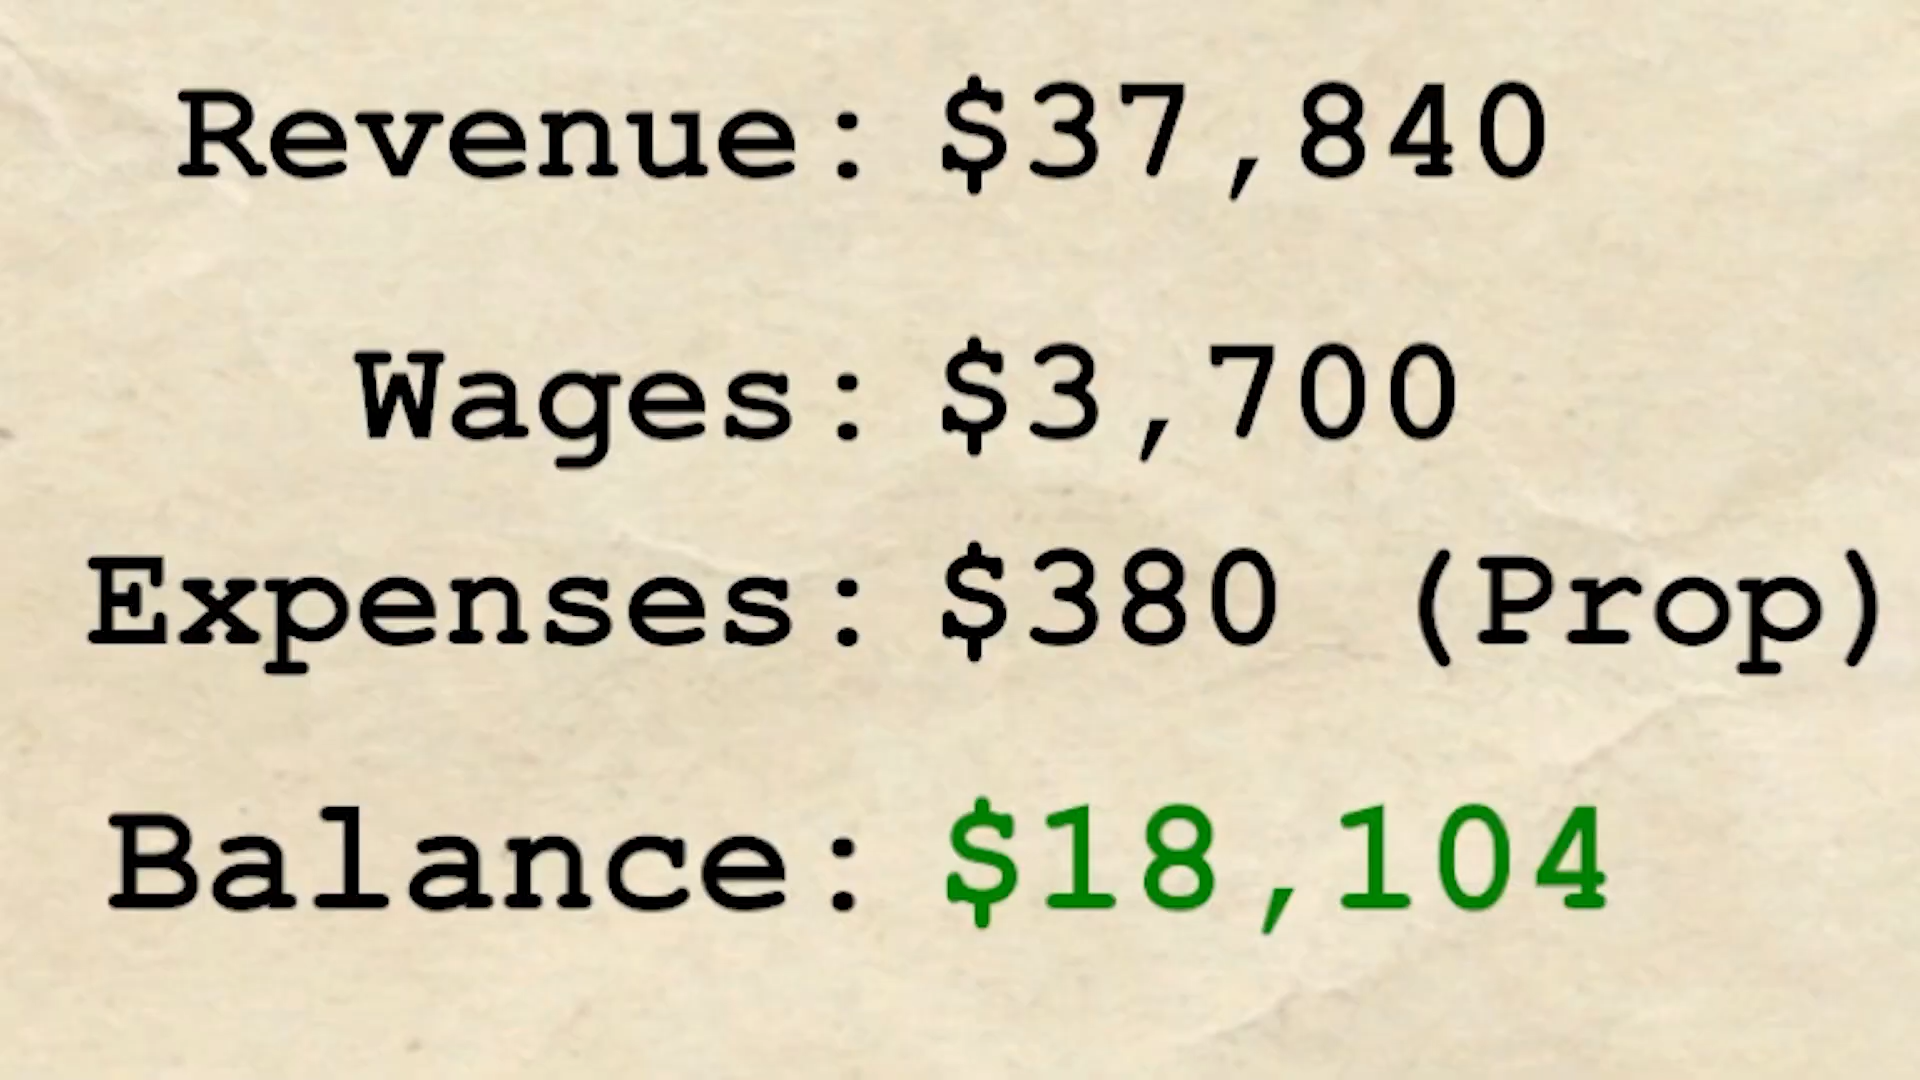 Revenue: $37,840
Wages: $3,700
Expenses: $380 (Prop)
Balance: $18,104